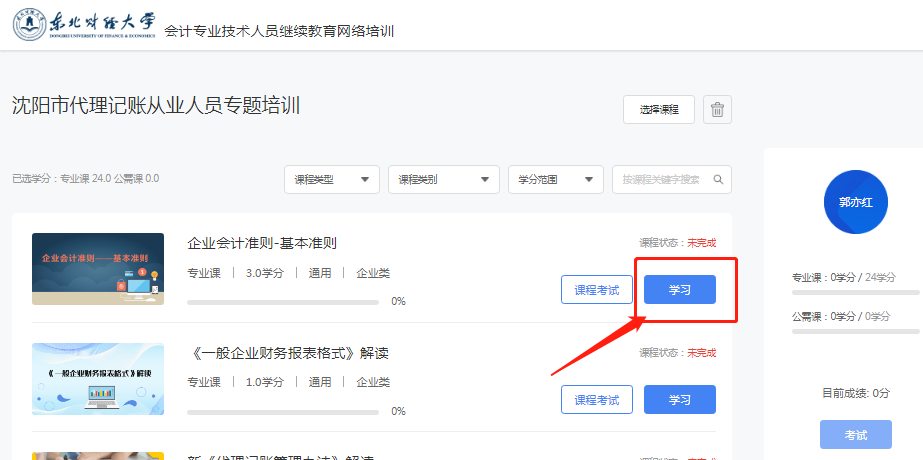 东北财经大学
DONGBEI UNIVERSITY OF FINANCE & ECONOMICS
会计专业技术人员继续教育网络培训
沈阳市代理记账从业人员专题培训
选择课程
已选学分：专业课 24.0 公需课 0.0
课程类型
课程类别
学分范围
按课程关键字搜索
郭亦红
企业会计准则——基本准则
企业会计准则-基本准则
课程状态：未完成
专业课 | 3.0学分 | 通用 | 企业类
0%
课程考试
学习
专业课：0学分 / 24学分
公需课：0学分 / 0学分
《一般企业财务报表格式》解读
《一般企业财务报表格式》解读
课程状态：未完成
专业课 | 1.0学分 | 通用 | 企业类
0%
课程考试
学习
目前成绩: 0分
考试
新《代理记账管理办法》解读